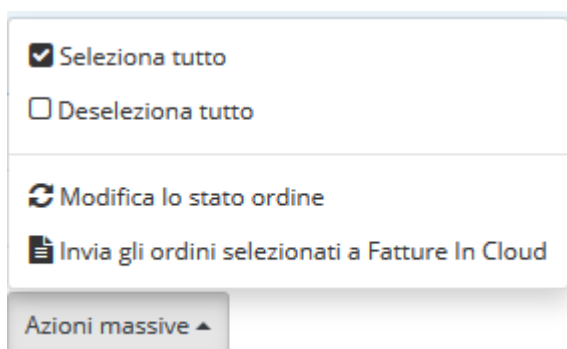 Seleziona tutto
Deseleziona tutto
Modifica lo stato ordine
Invia gli ordini selezionati a Fatture In Cloud
Azioni massive